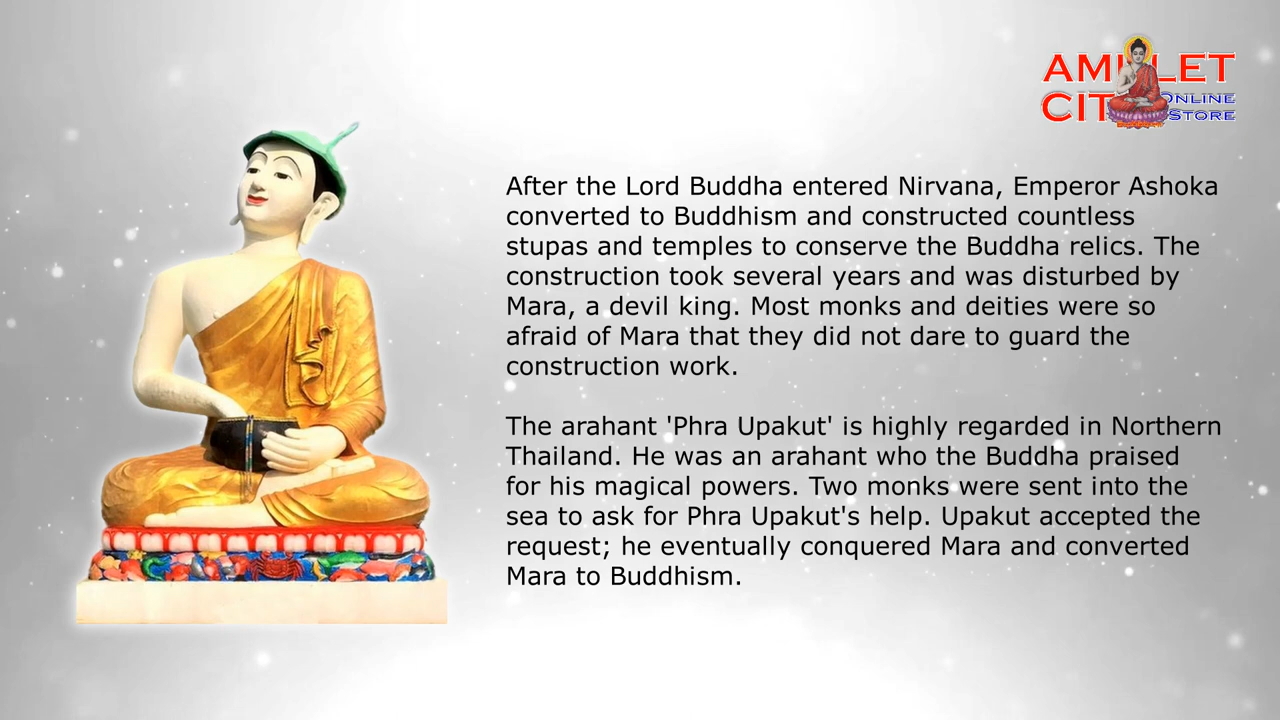 AMULET
CITY ONLINE
STORE
After the Lord Buddha entered Nirvana, Emperor Ashoka
converted to Buddhism and constructed countless
stupas and temples to conserve the Buddha relics. The
construction took several years and was disturbed by
Mara, a devil king. Most monks and deities were so
afraid of Mara that they did not dare to guard the
construction work.
The arahant 'Phra Upakut' is highly regarded in Northern
Thailand. He was an arahant who the Buddha praised
for his magical powers. Two monks were sent into the
sea to ask for Phra Upakut's help. Upakut accepted the
request; he eventually conquered Mara and converted
Mara to Buddhism.